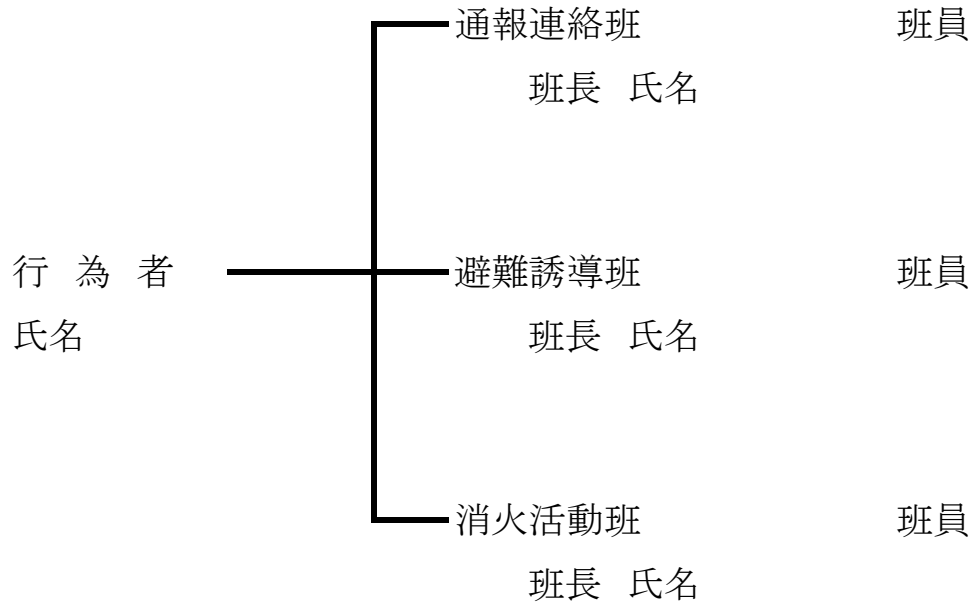 通報連絡班 班員
班長 氏名
行為者 避難誘導班 班員
氏名 班長 氏名
消火活動班 班員
班長 氏名